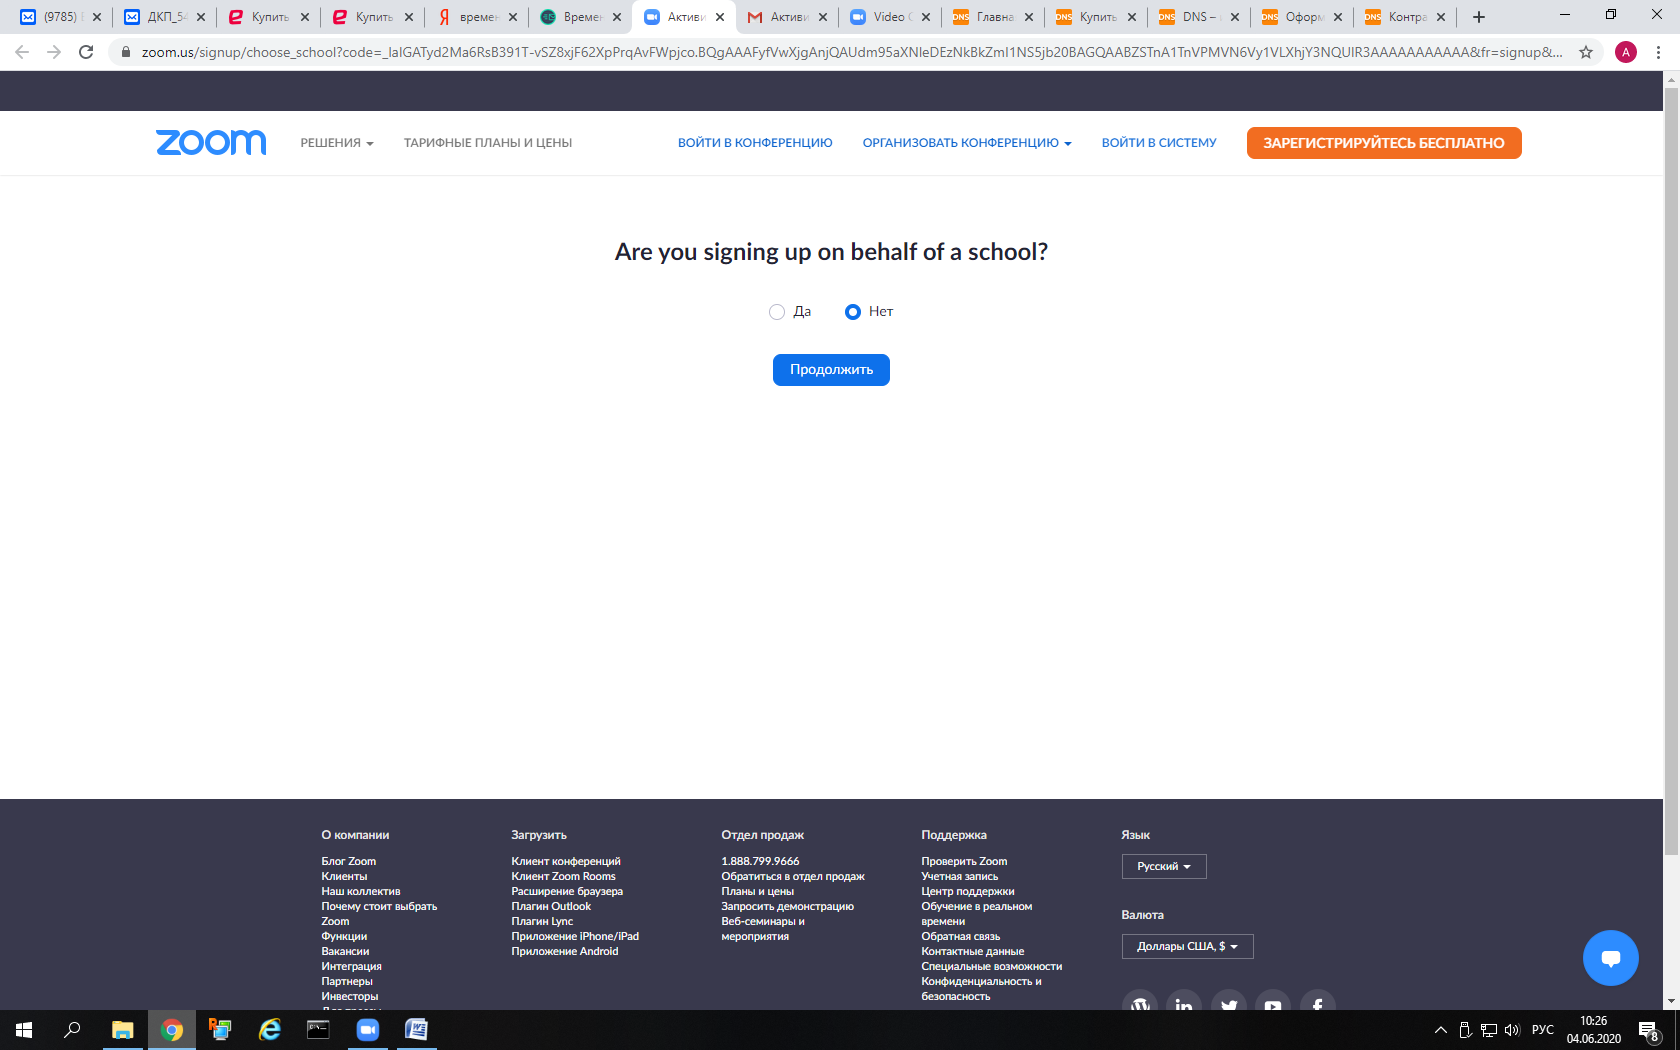 (9785)
ДКП_54
Купить
Купить
времен
Времен
Активи
Активи
Video
Главна
Купить
DNS –
Оформ
Контра
zoom.us/signup/choose_school?code=_IaIGATyd2Ma6RsB391T-vSZ8xjF62XpPrqAvFWpjco.BQgAAAFyfVwXjgAnjQAUdm95aXNleDEzNkBkZmI1NS5jb20BAGQAABZSTnA1TnVPMVN6Vy1VLXhjY3NQUlR3AAAAAAAAAAA&fr=signup&...
A
zoom
РЕШЕНИЯ
ТАРИФНЫЕ ПЛАНЫ И ЦЕНЫ
ВОЙТИ В КОНФЕРЕНЦИЮ
ОРГАНИЗОВАТЬ КОНФЕРЕНЦИЮ
ВОЙТИ В СИСТЕМУ
ЗАРЕГИСТРИРУЙТЕСЬ БЕСПЛАТНО
Are you signing up on behalf of a school?
Да
Нет
Продолжить
О компании
Блог Zoom
Клиенты
Наш коллектив
Почему стоит выбрать
Zoom
Функции
Вакансии
Интеграция
Партнеры
Инвесторы
Загрузить
Клиент конференций
Клиент Zoom Rooms
Расширение браузера
Плагин Outlook
Плагин Lync
Приложение iPhone/iPad
Приложение Android
Отдел продаж
1.888.799.9666
Обратиться в отдел продаж
Планы и цены
Запросить демонстрацию
Веб-семинары и
мероприятия
Поддержка
Проверить Zoom
Учетная запись
Центр поддержки
Обучение в реальном
времени
Обратная связь
Контактные данные
Специальные возможности
Конфиденциальность и
безопасность
Язык
Русский
Валюта
Доллары США, $
РУС
10:26
04.06.2020
8